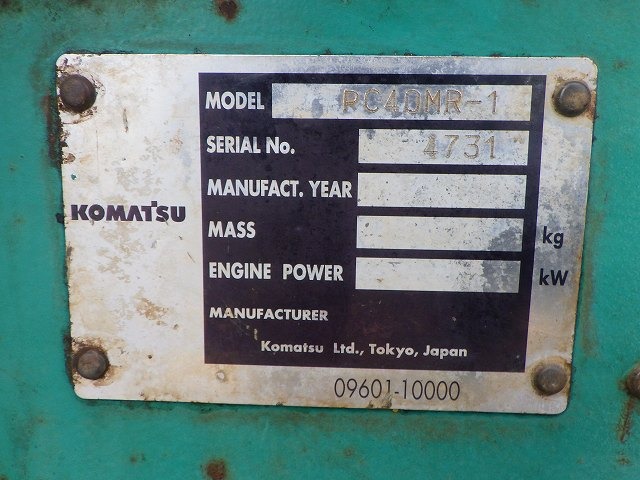 MODEL PC40MR-1
SERIAL No. 4731
MANUFACT. YEAR
KOMATSU
MASS kg
ENGINE POWER kW
MANUFACTURER
Komatsu Ltd., Tokyo, Japan
09601-10000